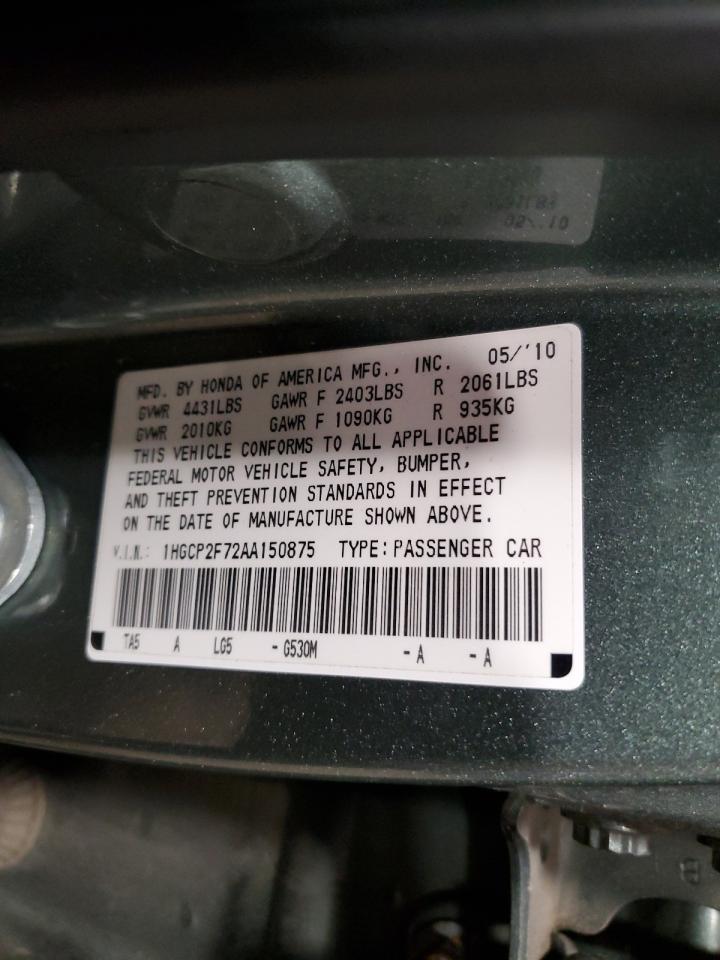 MFD. BY HONDA OF AMERICA MFG., INC. 05/'10
GVWR 4431LBS GAWR F 2403LBS R 2061LBS
GVWR 2010KG GAWR F 1090KG R 935KG
THIS VEHICLE CONFORMS TO ALL APPLICABLE
FEDERAL MOTOR VEHICLE SAFETY, BUMPER,
AND THEFT PREVENTION STANDARDS IN EFFECT
ON THE DATE OF MANUFACTURE SHOWN ABOVE.
V.I.N.: 1HGCP2F72AA150875 TYPE: PASSENGER CAR
TA5 A LG5 - G530M - A - A